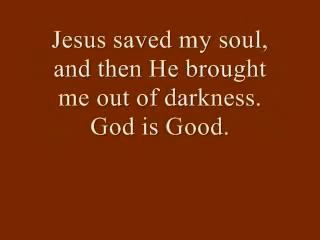 Jesus saved my soul,
and then He brought
me out of darkness.
God is Good.